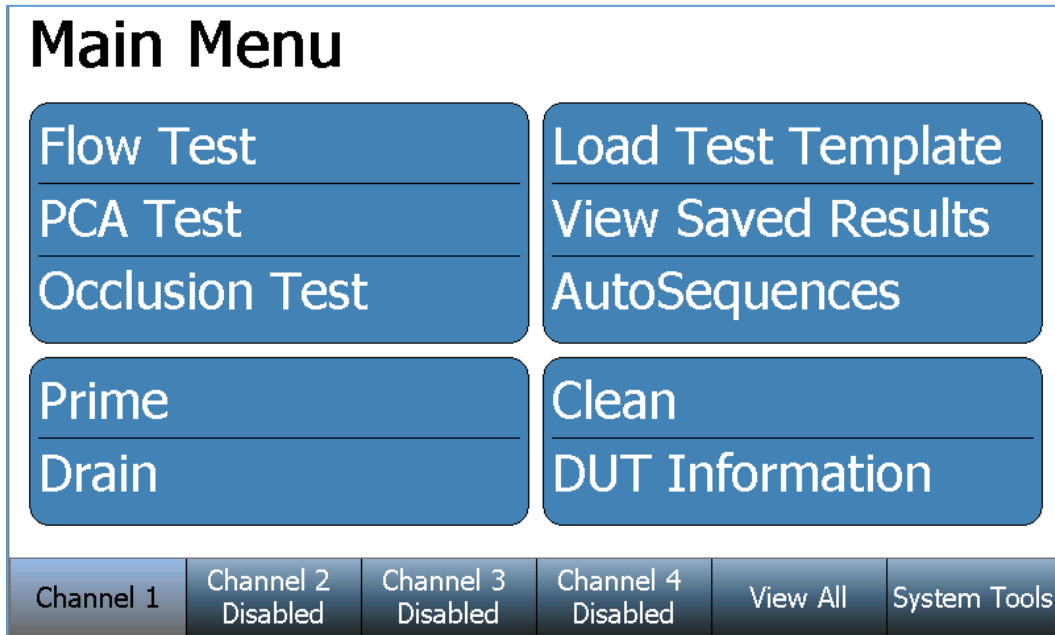 Main Menu
Flow Test
PCA Test
Occlusion Test
Load Test Template
View Saved Results
AutoSequences
Prime
Drain
Clean
DUT Information
Channel 1
Channel 2
Disabled
Channel 3
Disabled
Channel 4
Disabled
View All
System Tools